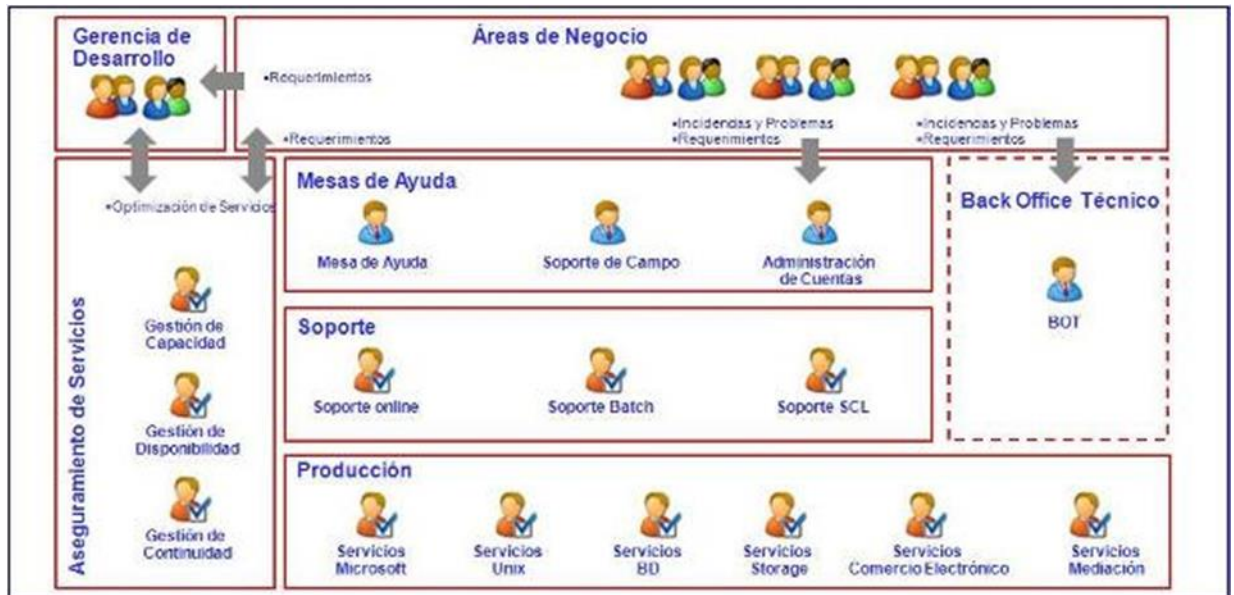 Gerencia de
Desarrollo
Áreas de Negocio
•Requerimientos
•Requerimientos
•Incidencias y Problemas
•Requerimientos
•Incidencias y Problemas
•Requerimientos
•Optimización de Servicios
Aseguramiento de Servicios
Gestión de
Capacidad
Gestión de
Disponibilidad
Gestión de
Continuidad
Mesas de Ayuda
Mesa de Ayuda
Soporte de Campo
Administración
de Cuentas
Back Office Técnico
BOT
Soporte
Soporte online
Soporte Batch
Soporte SCL
Producción
Servicios
Microsoft
Servicios
Unix
Servicios
BD
Servicios
Storage
Servicios
Comercio Electrónico
Servicios
Mediación